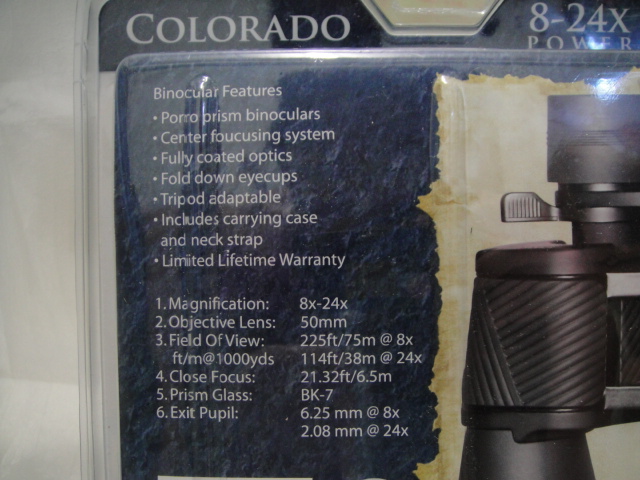 COLORADO
8-24x
POWER
Binocular Features
• Porro prism binoculars
• Center foucusing system
• Fully coated optics
• Fold down eyecups
• Tripod adaptable
• Includes carrying case
and neck strap
• Limited Lifetime Warranty
1. Magnification: 8x-24x
2. Objective Lens: 50mm
3. Field Of View: 225ft/75m @ 8x
ft/m@1000yds 114ft/38m @ 24x
4. Close Focus: 21.32ft/6.5m
5. Prism Glass: BK-7
6. Exit Pupil: 6.25 mm @ 8x
2.08 mm @ 24x